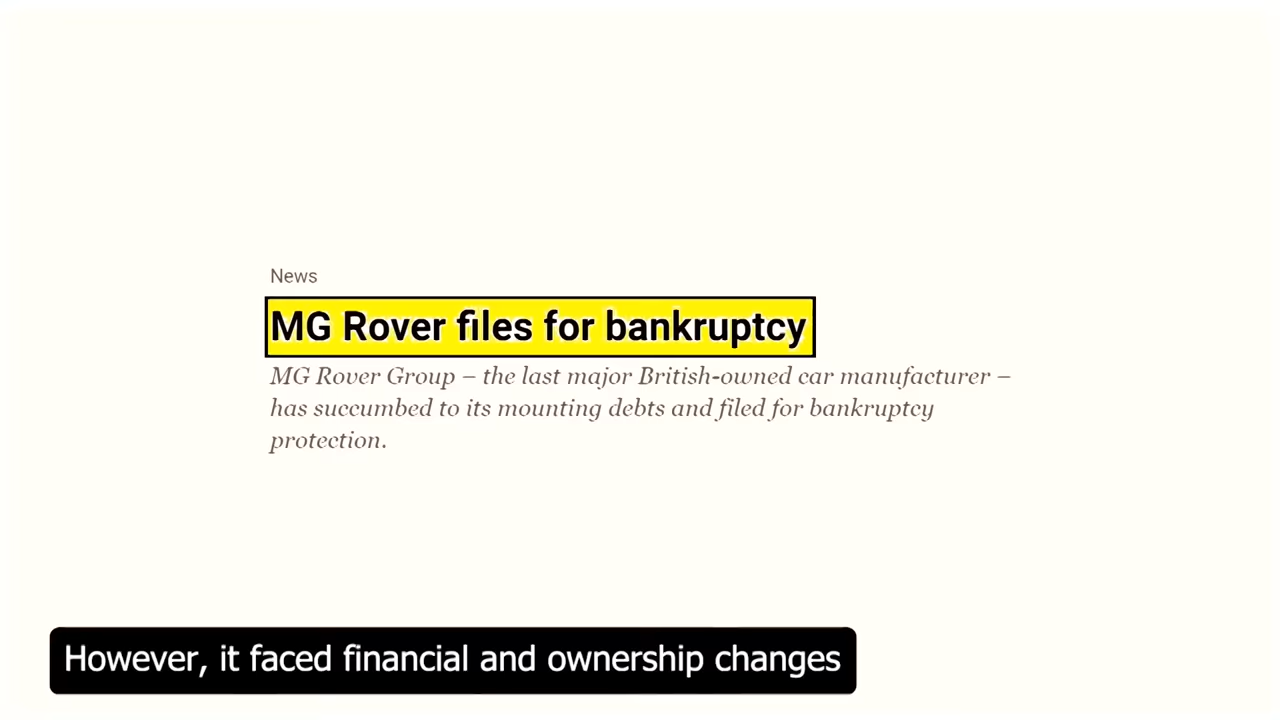 News
MG Rover files for bankruptcy
MG Rover Group – the last major British-owned car manufacturer –
has succumbed to its mounting debts and filed for bankruptcy
protection.
However, it faced financial and ownership changes